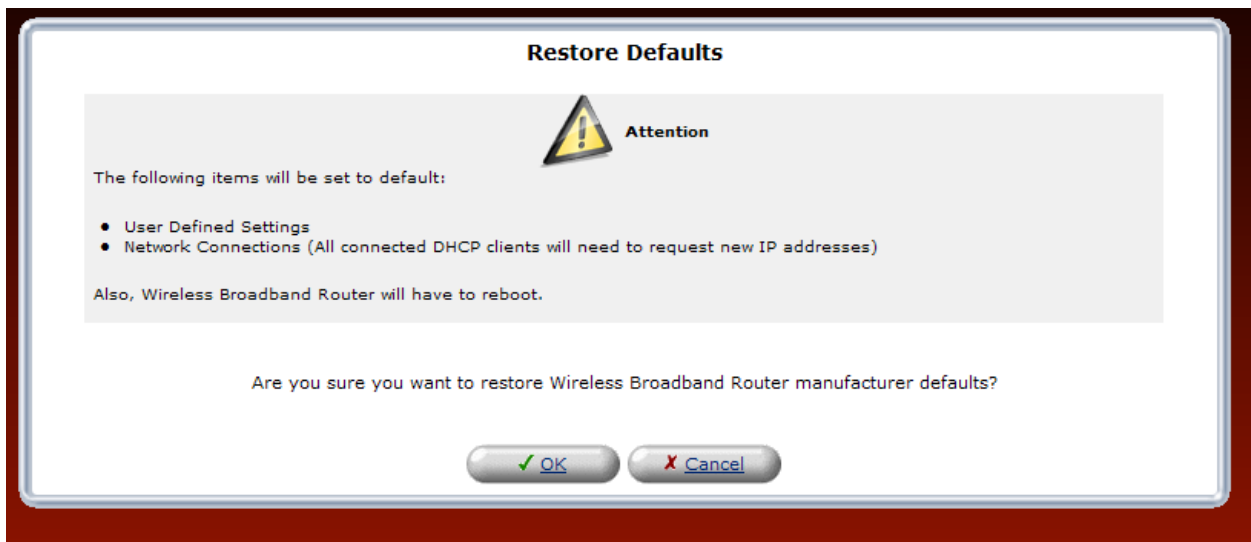 Restore Defaults
Attention
The following items will be set to default:
User Defined Settings
Network Connections (All connected DHCP clients will need to request new IP addresses)
Also, Wireless Broadband Router will have to reboot.
Are you sure you want to restore Wireless Broadband Router manufacturer defaults?
OK
Cancel